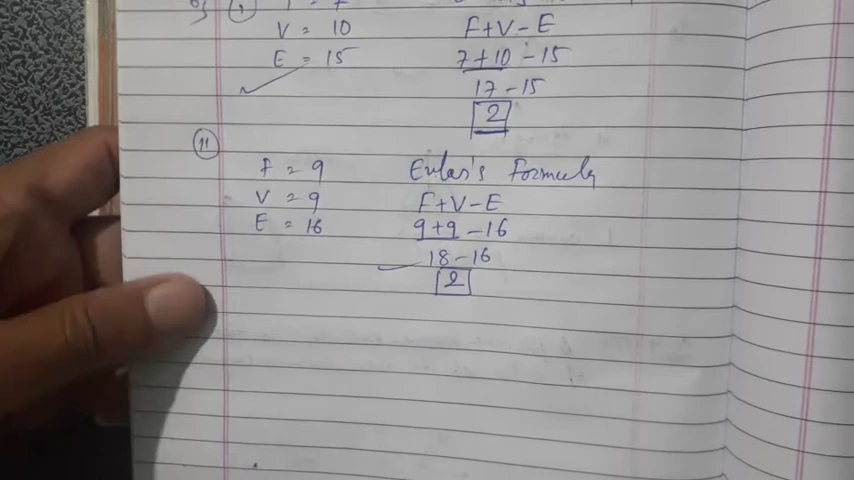 V = 10 F+V-E
E = 15 7+10-15
17-15
2
11
F = 9 Eular's Formula
V = 9 F+V-E
E = 16 9+9-16
18-16
2